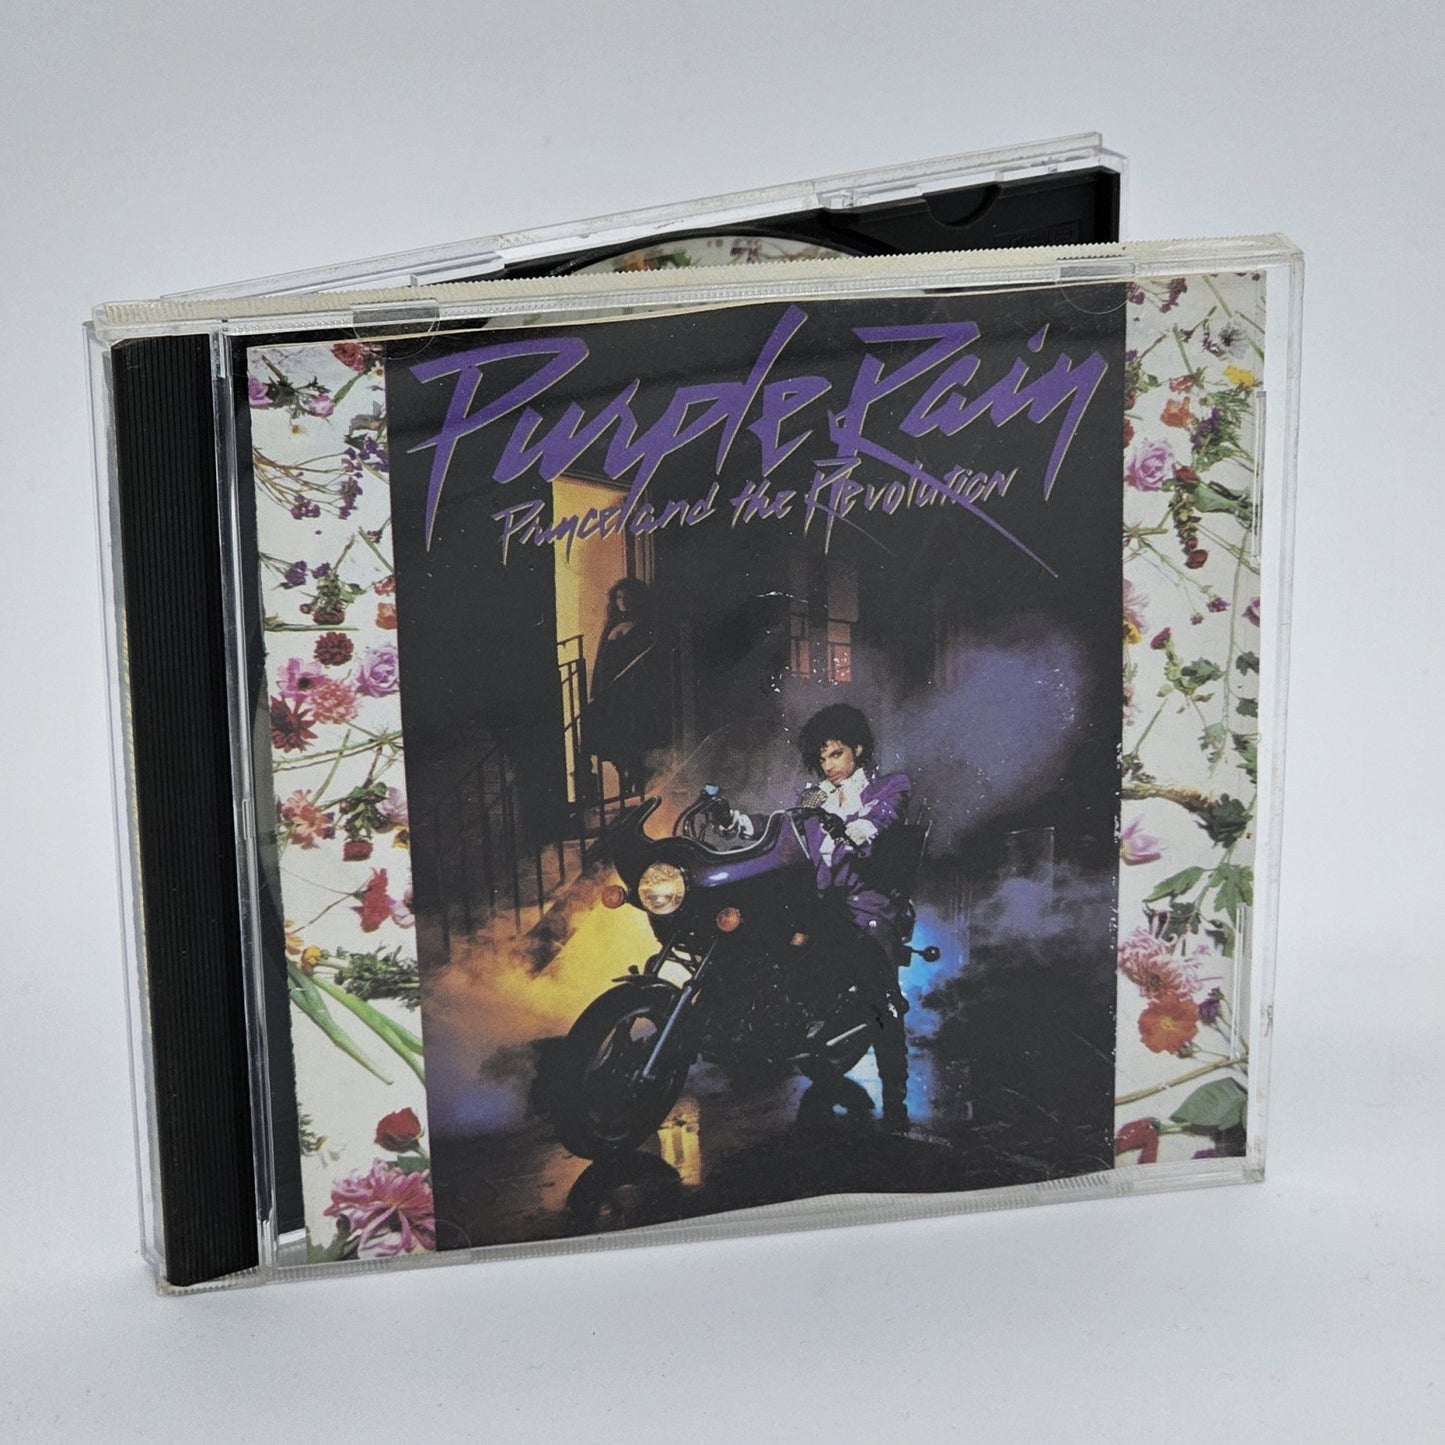 Purple Rain
Prince and the Revolution